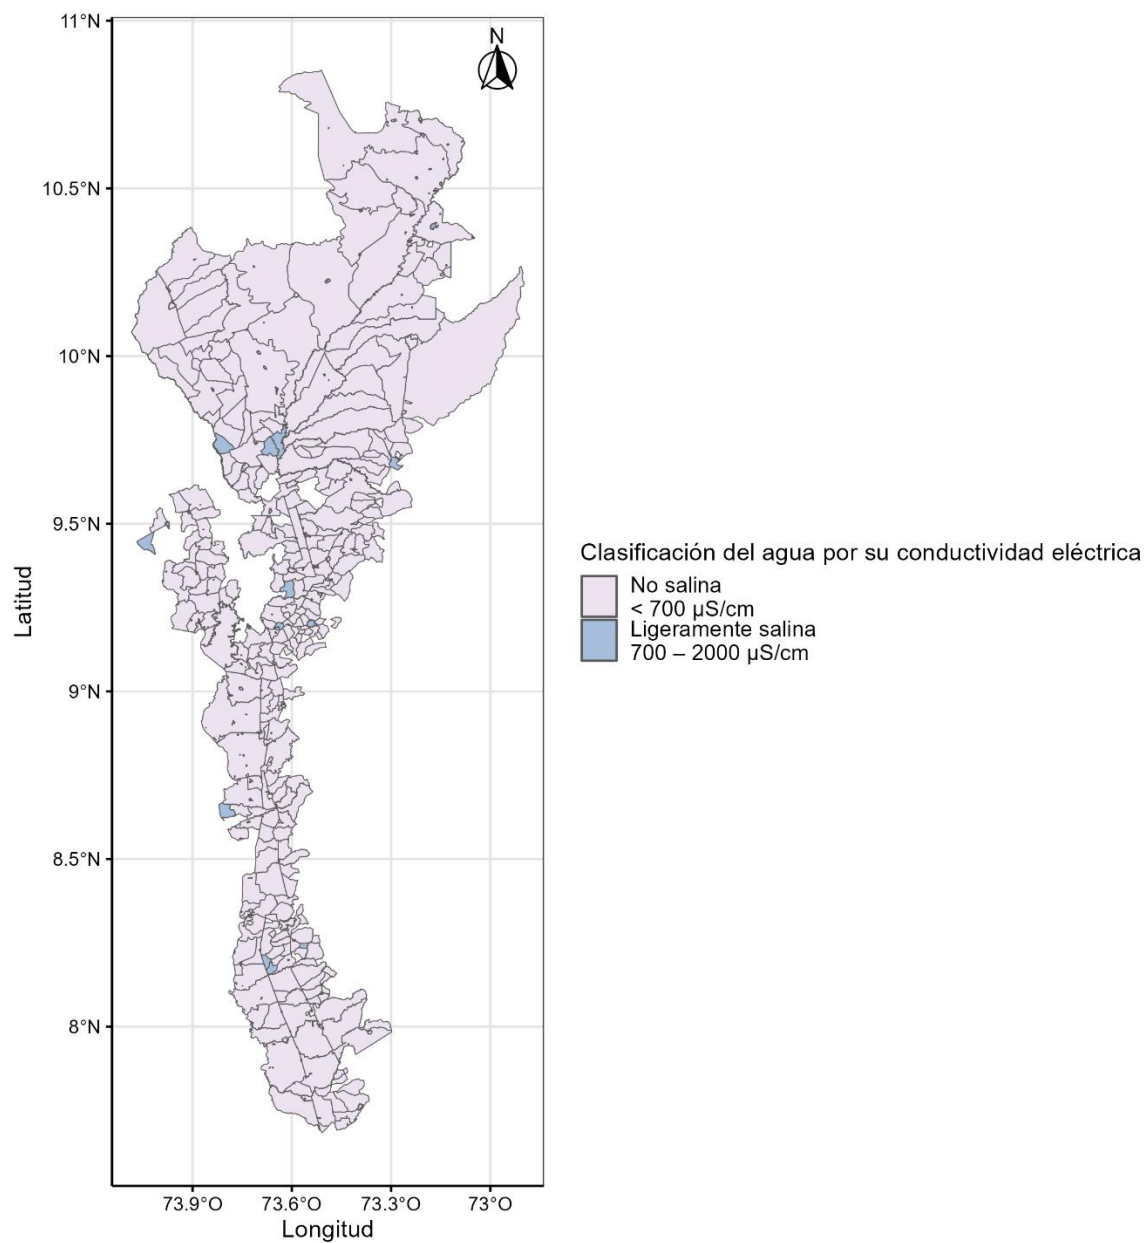 11°N
N
10.5°N
10°N
9.5°N
9°N
8.5°N
8°N
Latitud
73.9°O 73.6°O 73.3°O 73°O
Longitud
Clasificación del agua por su conductividad eléctrica
No salina
< 700 µS/cm
Ligeramente salina
700 – 2000 µS/cm